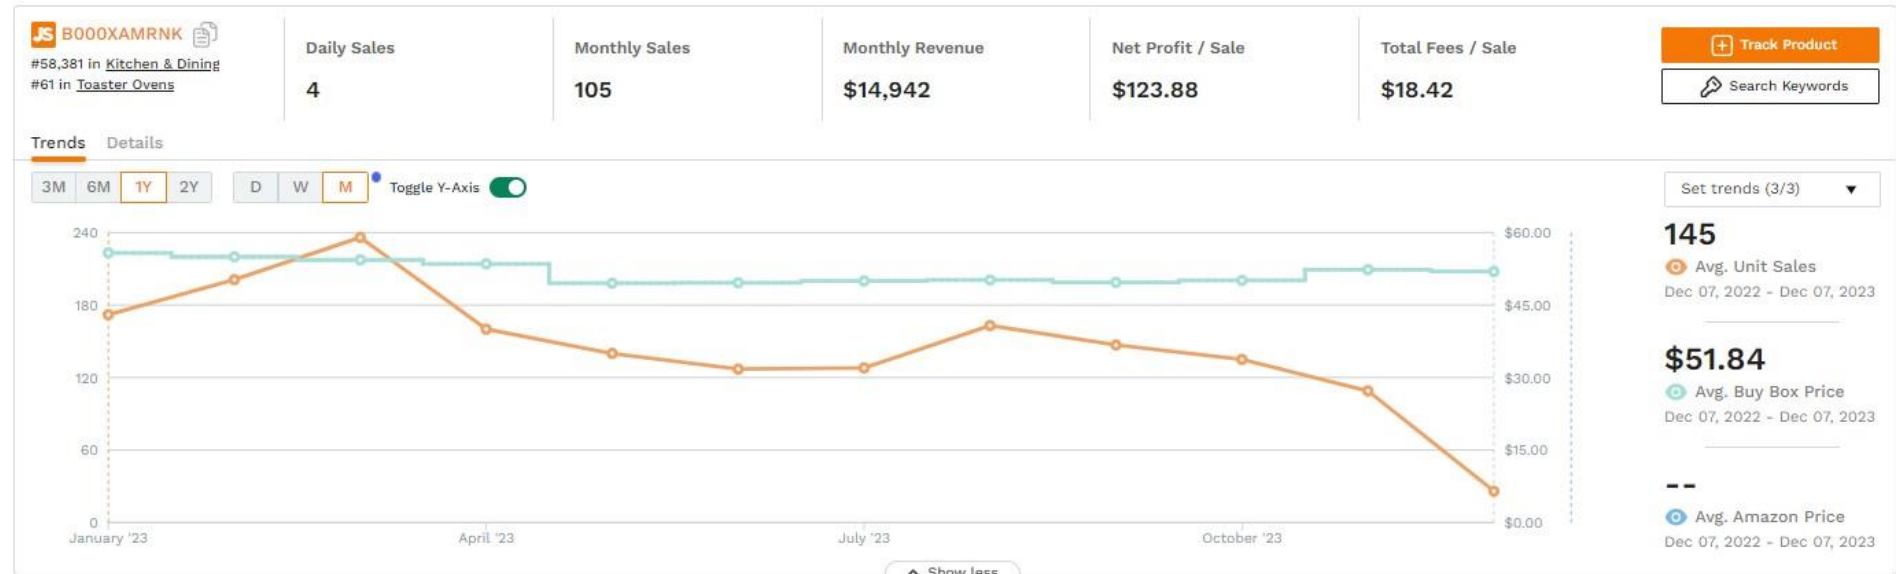 JS B000XAMRNK
#58,381 in Kitchen & Dining
#61 in Toaster Ovens
Daily Sales
4
Monthly Sales
105
Monthly Revenue
$14,942
Net Profit / Sale
$123.88
Total Fees / Sale
$18.42
Track Product
Search Keywords
Trends Details
3M 6M 1Y 2Y D W M Toggle Y-Axis
Set trends (3/3)
240
180
120
60
0
$60.00
$45.00
$30.00
$15.00
$0.00
January '23 April '23 July '23 October '23
145
Avg. Unit Sales
Dec 07, 2022 - Dec 07, 2023
$51.84
Avg. Buy Box Price
Dec 07, 2022 - Dec 07, 2023
--
Avg. Amazon Price
Dec 07, 2022 - Dec 07, 2023
Show less